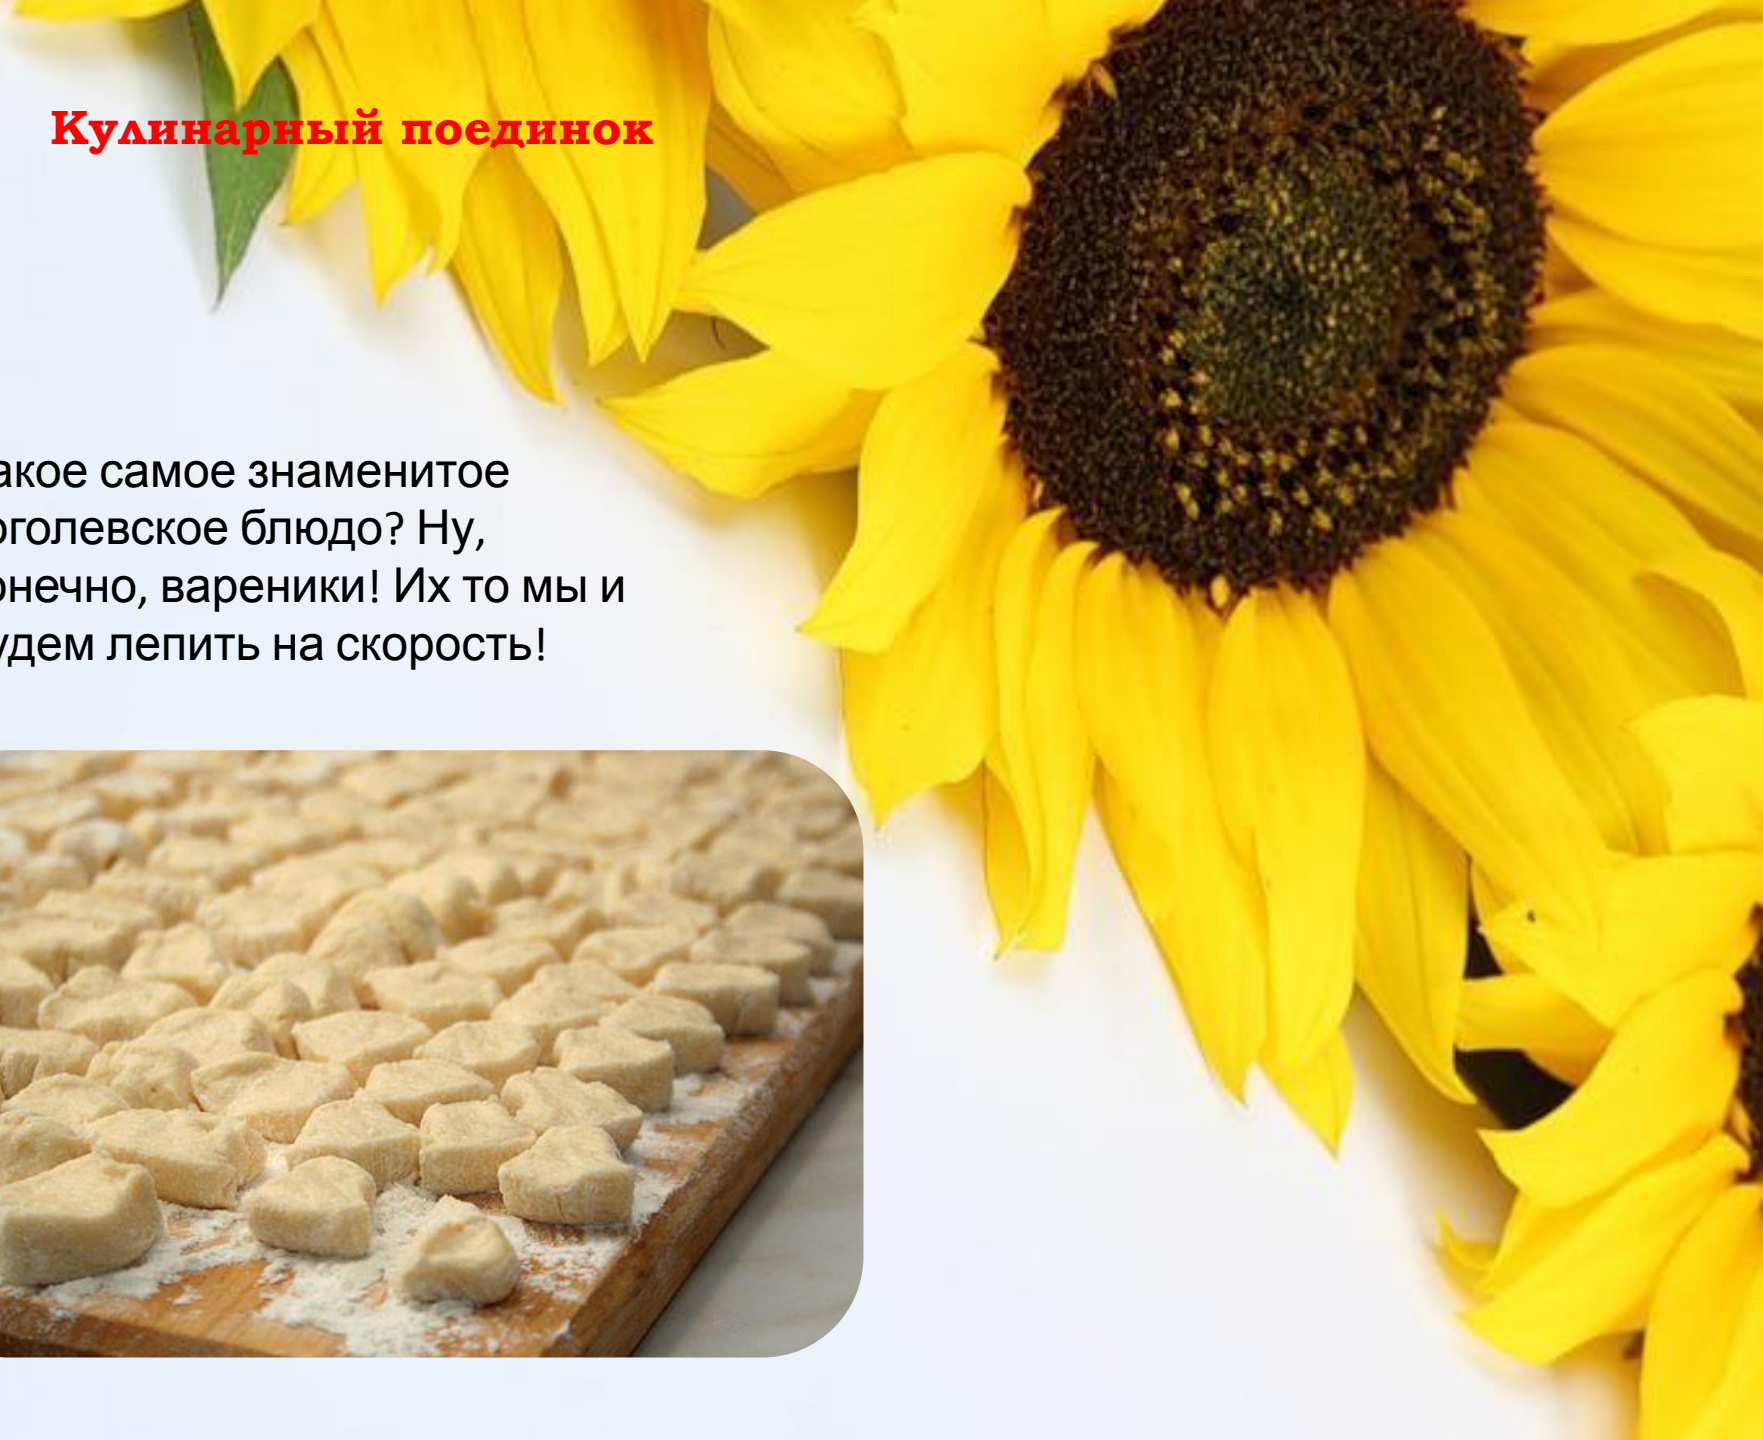 Кулинарный поединок
акое самое знаменитое
оголевское блюдо? Ну,
онечно, вареники! Их то мы и
удем лепить на скорость!